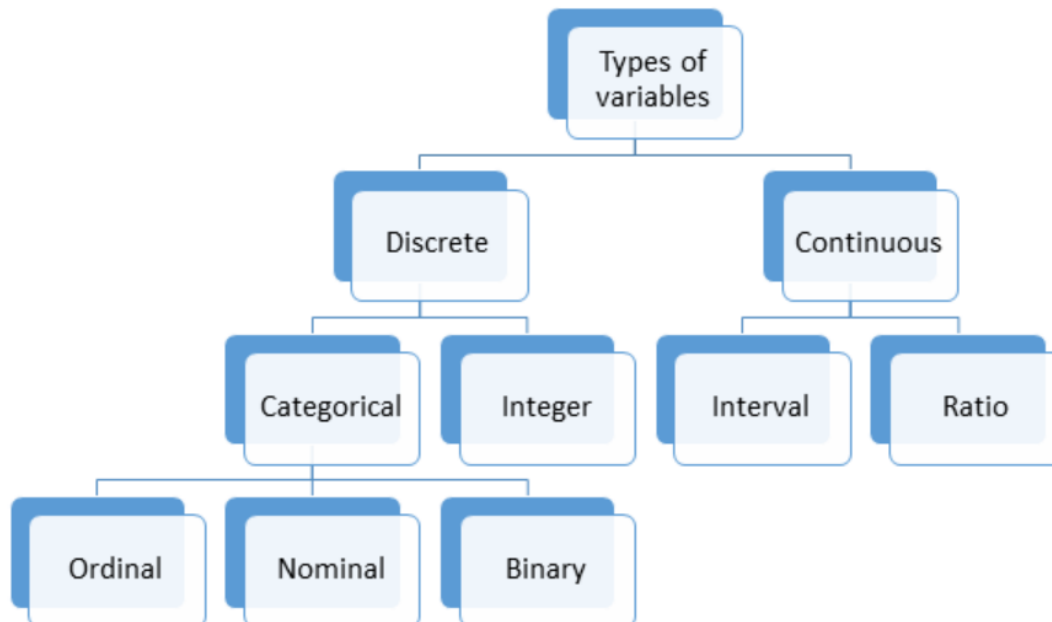 Types of
variables
Discrete
Continuous
Categorical
Integer
Interval
Ratio
Ordinal
Nominal
Binary